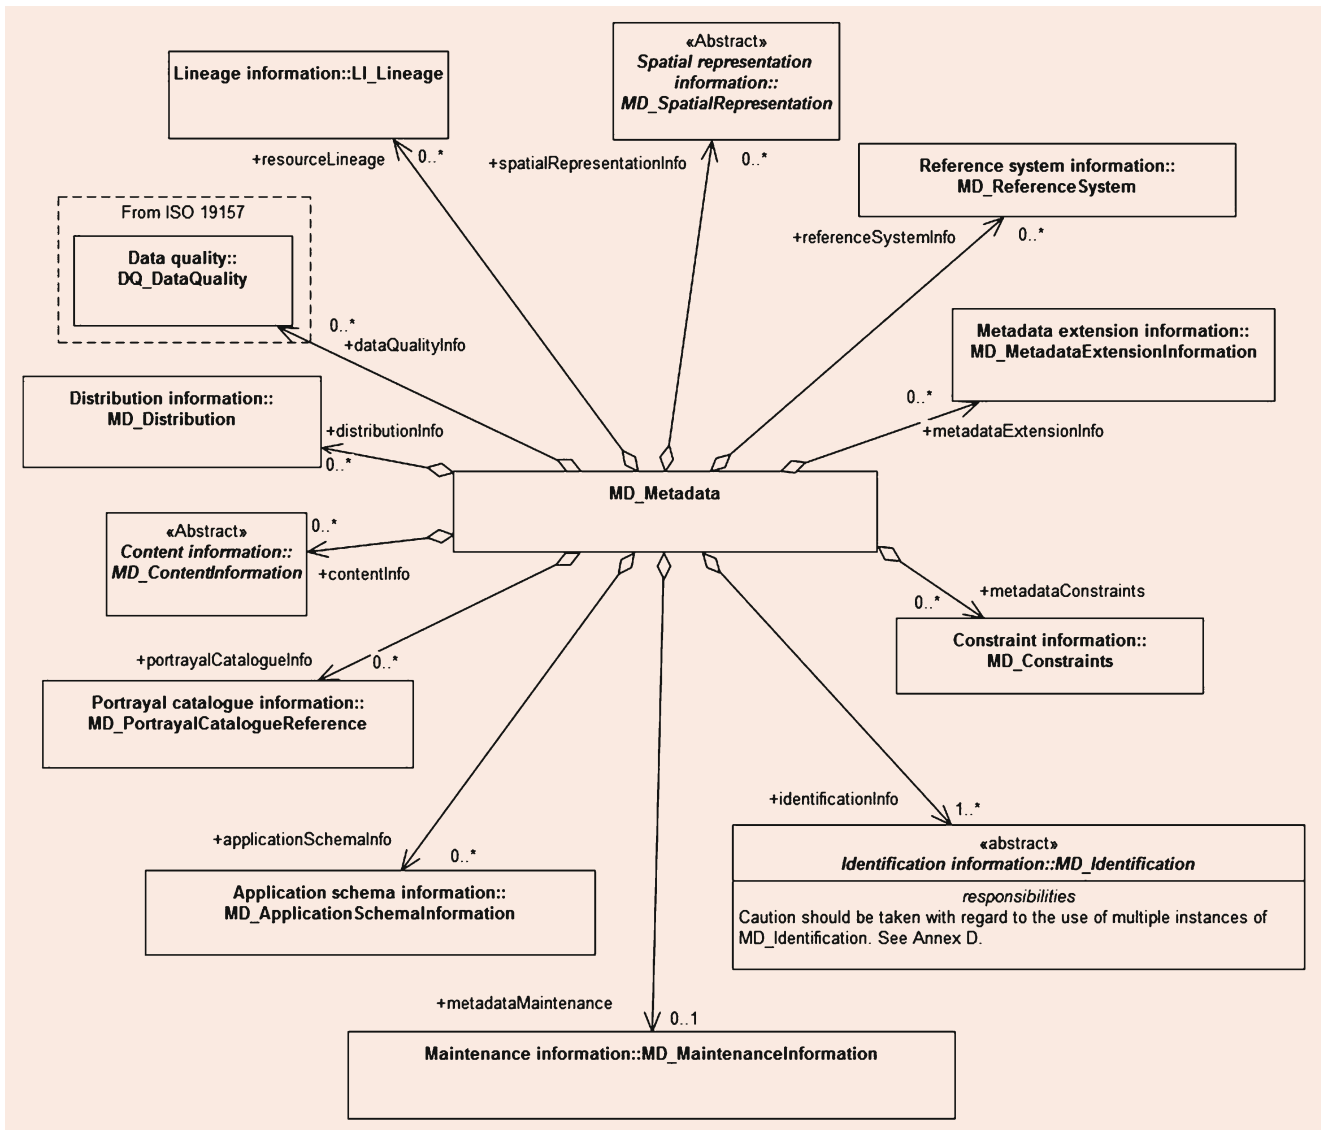 «Abstract»
Spatial representation
information::
MD_SpatialRepresentation
Lineage information::LI_Lineage
+resourceLineage
0..*
+spatialRepresentationInfo
0..*
Reference system information::
MD_ReferenceSystem
+referenceSystemInfo
0..*
From ISO 19157
Data quality::
DQ_DataQuality
0..*
+dataQualityInfo
Metadata extension information::
MD_MetadataExtensionInformation
0..*
+metadataExtensionInfo
Distribution information::
MD_Distribution
+distributionInfo
0..*
MD_Metadata
«Abstract»
Content information::
MD_ContentInformation
0..*
+contentInfo
+metadataConstraints
0..*
Constraint information::
MD_Constraints
+portrayalCatalogueInfo
0..*
Portrayal catalogue information::
MD_PortrayalCatalogueReference
+identificationInfo
1..*
«abstract»
Identification information::MD_Identification
responsibilities
Caution should be taken with regard to the use of multiple instances of
MD_Identification. See Annex D.
+applicationSchemaInfo
0..*
Application schema information::
MD_ApplicationSchemaInformation
+metadataMaintenance
0..1
Maintenance information::MD_MaintenanceInformation